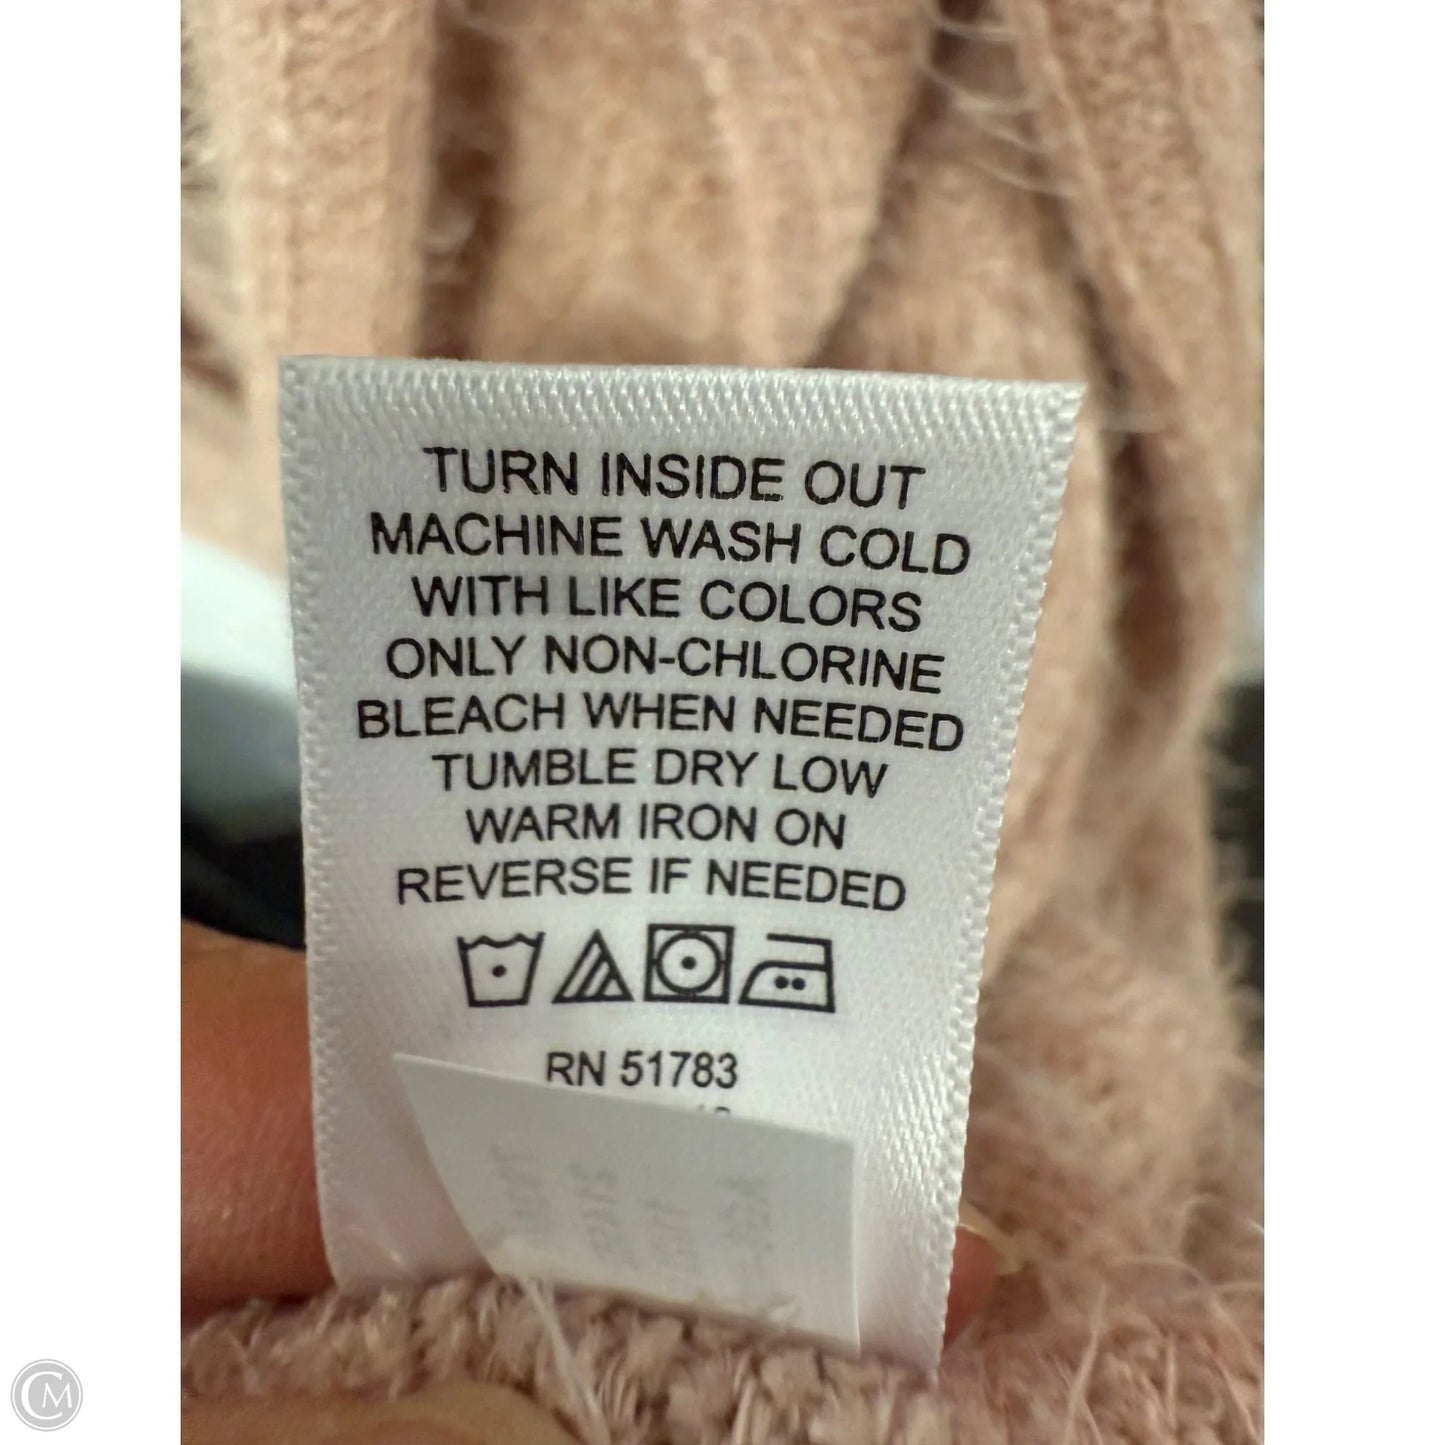 TURN INSIDE OUT
MACHINE WASH COLD
WITH LIKE COLORS
ONLY NON-CHLORINE
BLEACH WHEN NEEDED
TUMBLE DRY LOW
WARM IRON ON
REVERSE IF NEEDED
RN 51783
CM